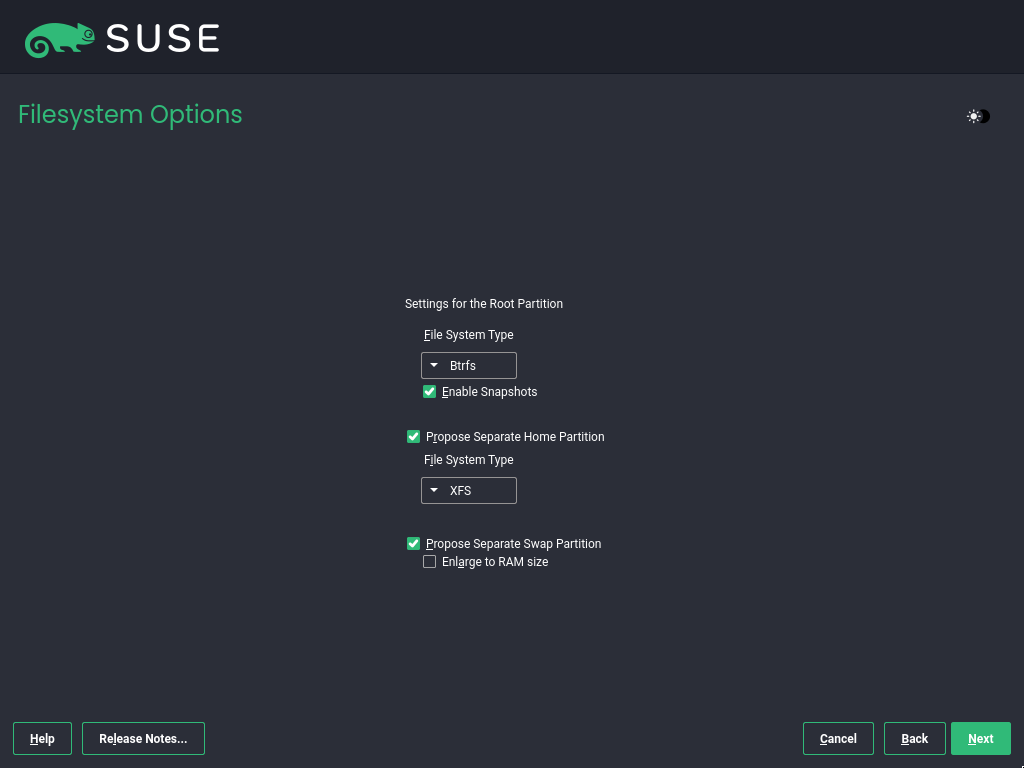 SUSE
Filesystem Options
Settings for the Root Partition
File System Type
Btrfs
Enable Snapshots
Propose Separate Home Partition
File System Type
XFS
Propose Separate Swap Partition
Enlarge to RAM size
Help Release Notes... Cancel Back Next